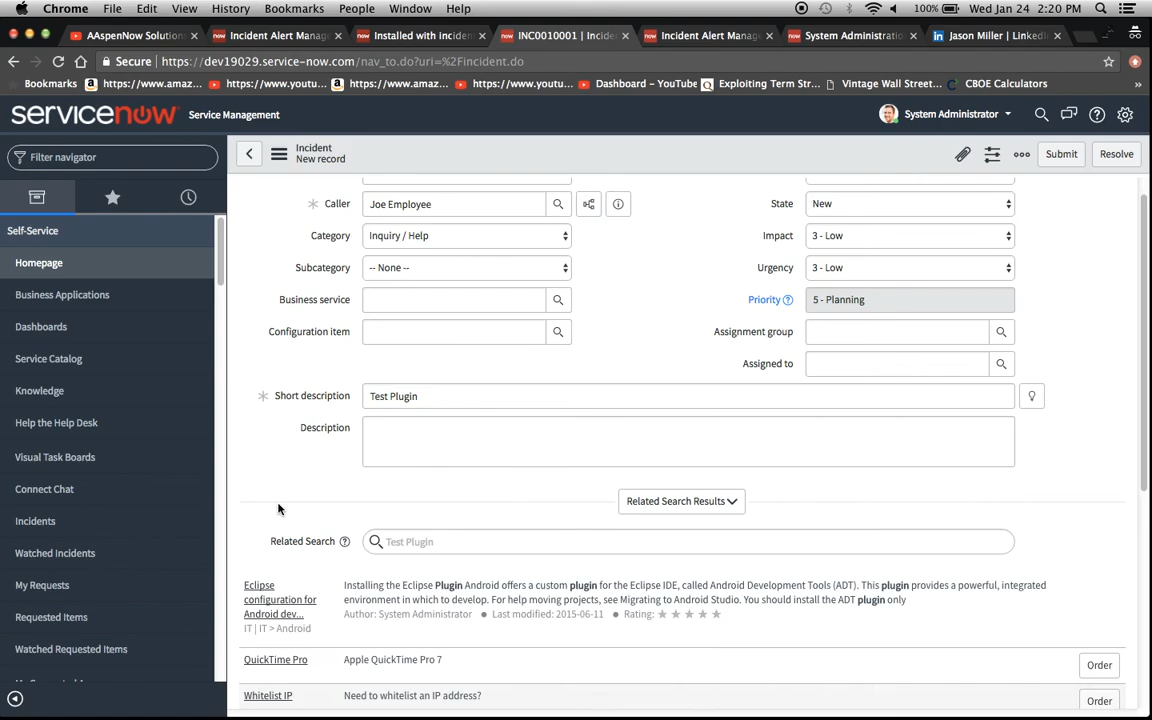 Chrome File Edit View History Bookmarks People Window Help 100% Wed Jan 24 2:20 PM
AAspenNow Solution Incident Alert Manage Installed with inciden INC0010001 | Inciden Incident Alert Manage System Administratio Jason Miller | LinkedI
Secure https://dev19029.service-now.com/nav_to.do?uri=%2Fincident.do
Bookmarks https://www.amaz... https://www.youtu... https://www.amaz... https://www.youtu... Dashboard – YouTube Exploiting Term Str... Vintage Wall Street... CBOE Calculators »
servicenow Service Management System Administrator
Filter navigator
Incident
New record
Submit Resolve
Self-Service
Homepage
Business Applications
Dashboards
Service Catalog
Knowledge
Help the Help Desk
Visual Task Boards
Connect Chat
Incidents
Watched Incidents
My Requests
Requested Items
Watched Requested Items
Caller Joe Employee State New
Category Inquiry / Help Impact 3 - Low
Subcategory -- None -- Urgency 3 - Low
Business service Priority 5 - Planning
Configuration item Assignment group
Assigned to
Short description Test Plugin
Description
Related Search Results
Related Search Test Plugin
Eclipse configuration for Android dev...
IT | IT > Android
Installing the Eclipse Plugin Android offers a custom plugin for the Eclipse IDE, called Android Development Tools (ADT). This plugin provides a powerful, integrated
environment in which to develop. For help moving projects, see Migrating to Android Studio. You should install the ADT plugin only
Author: System Administrator Last modified: 2015-06-11 Rating:
QuickTime Pro Apple QuickTime Pro 7 Order
Whitelist IP Need to whitelist an IP address? Order